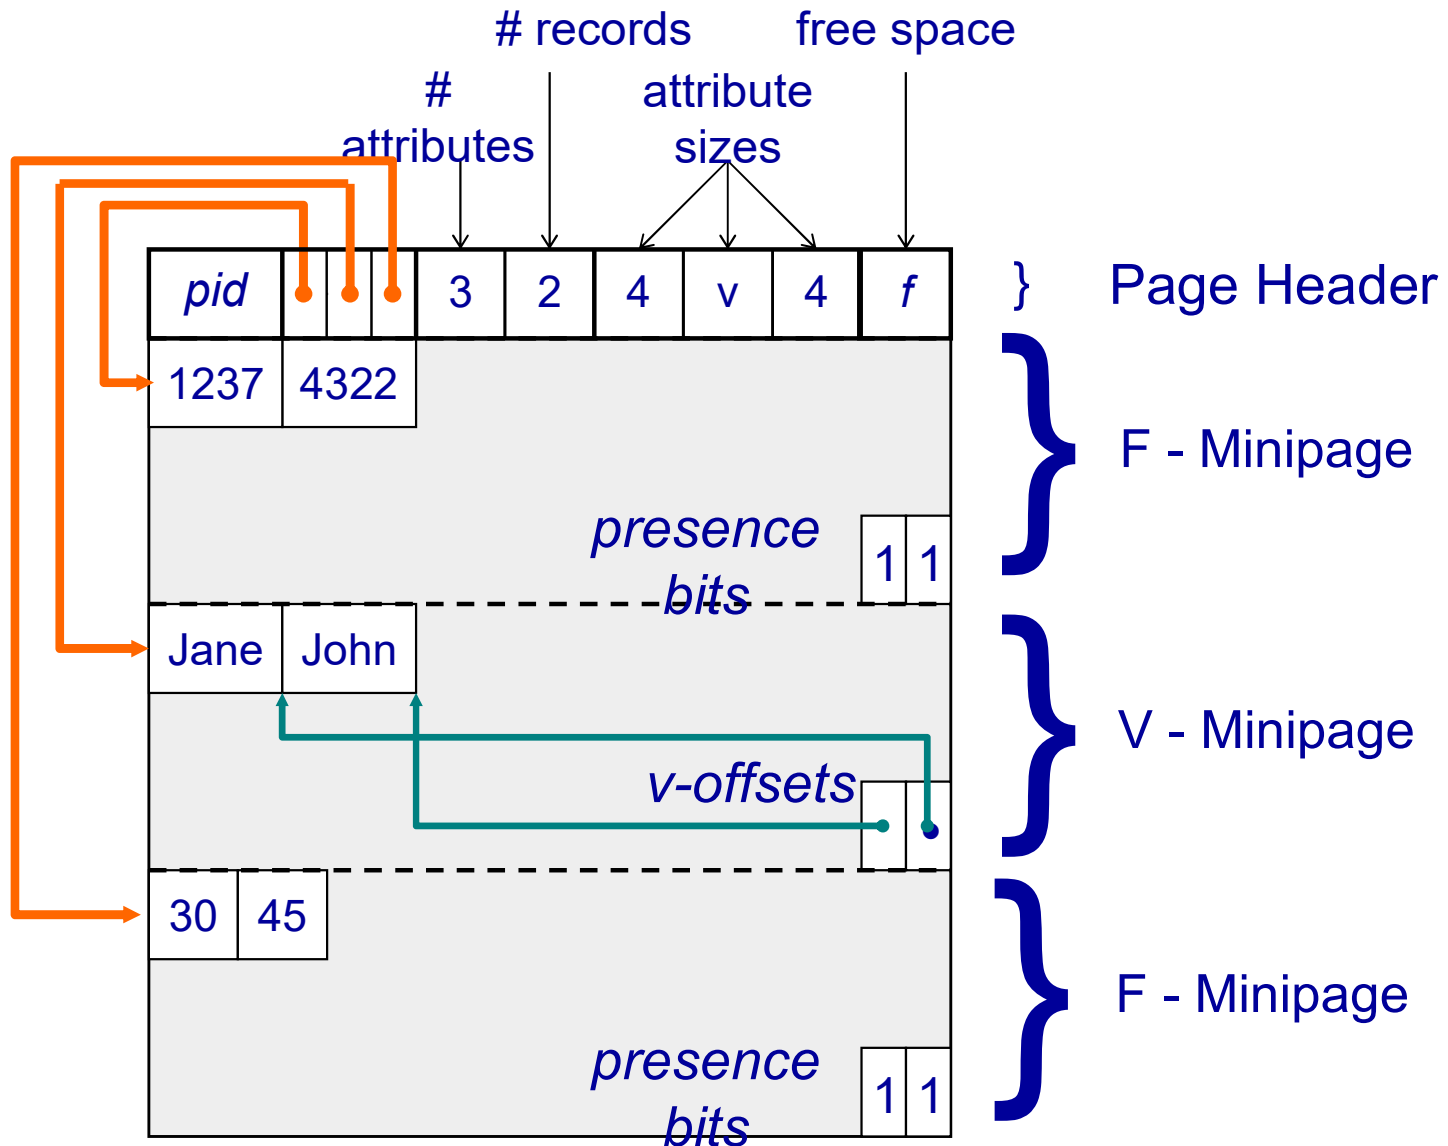 # records
free space
#
attributes
attribute
sizes
pid 3 2 4 v 4 f
} Page Header
1237 4322
F - Minipage
presence
bits
1 1
Jane John
V - Minipage
v-offsets
30 45
F - Minipage
presence
bits
1 1